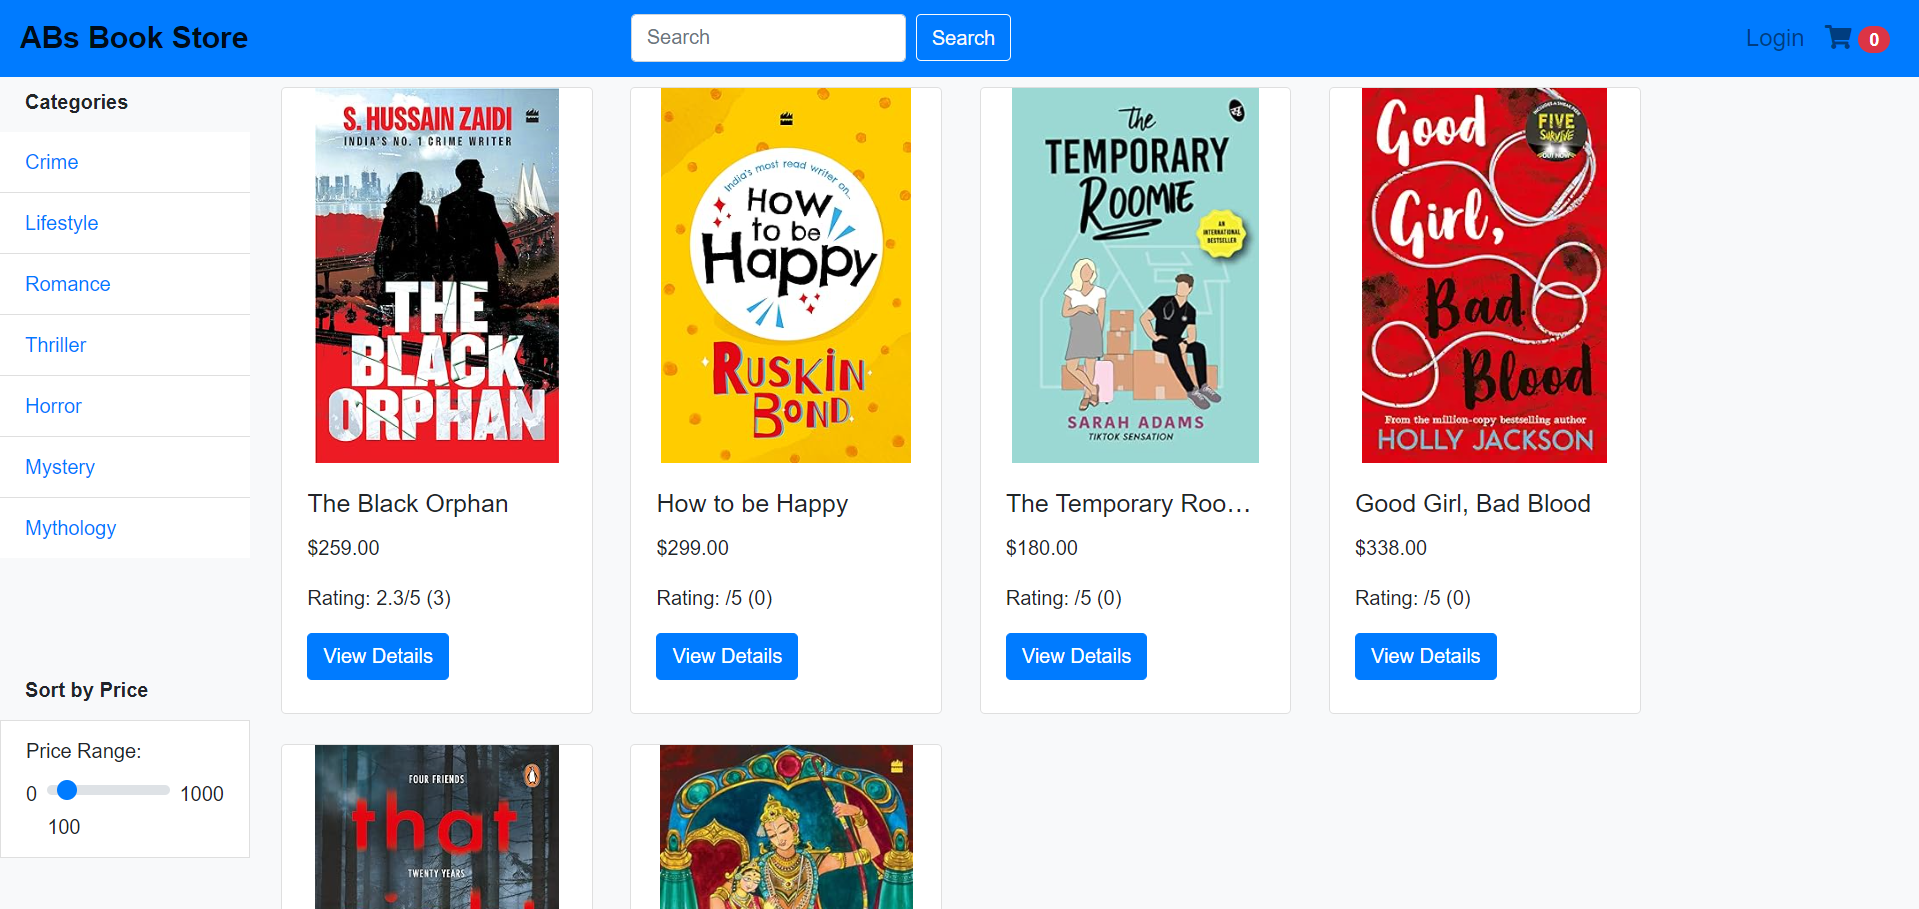 ABs Book Store
Search
Search
Login
0
Categories
Crime
Lifestyle
Romance
Thriller
Horror
Mystery
Mythology
Sort by Price
Price Range:
0
1000
100
S. HUSSAIN ZAIDI
INDIA'S NO. 1 CRIME WRITER
THE
BLACK
ORPHAN
The Black Orphan
$259.00
Rating: 2.3/5 (3)
View Details
India's most read writer on...
How
to be
Happy
RUSKIN
BOND
How to be Happy
$299.00
Rating: /5 (0)
View Details
The
TEMPORARY
ROOMIE
AN
INTERNATIONAL
BESTSELLER
SARAH ADAMS
TIKTOK SENSATION
The Temporary Roo...
$180.00
Rating: /5 (0)
View Details
Good
Girl,
Bad
Blood
INCLUDES A SNEAK PEEK
FIVE
SURVIVE
OUT NOW
From the million-copy bestselling author
HOLLY JACKSON
Good Girl, Bad Blood
$338.00
Rating: /5 (0)
View Details
FOUR FRIENDS
that
TWENTY YEARS